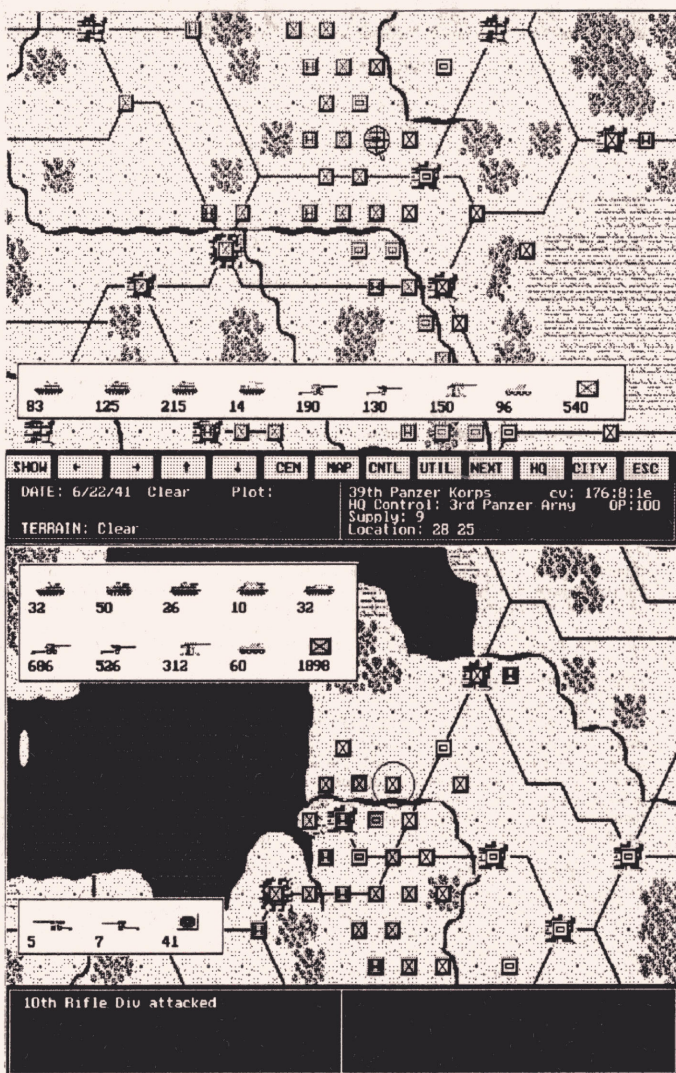 83 125 215 14 190 130 150 96 540
SHOW ← → ↑ ↓ CEN MAP CNTL UTIL NEXT HQ CITY ESC
DATE: 6/22/41 Clear Plot:
TERRAIN: Clear
39th Panzer Korps cv: 176:8:1e
HQ Control: 3rd Panzer Army OP:100
Supply: 9
Location: 28 25
32 50 26 10 32
686 526 312 60 1898
5 7 41
10th Rifle Div attacked